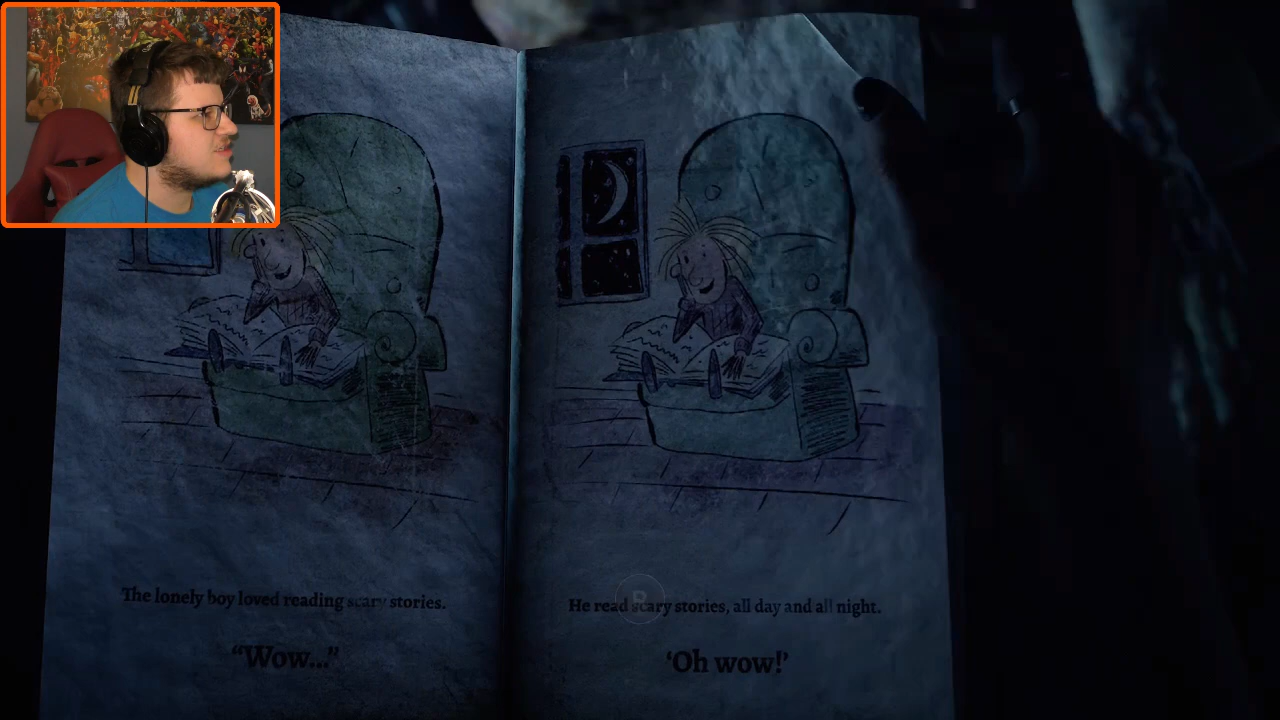 The lonely boy loved reading scary stories.
“Wow...”
He read scary stories, all day and all night.
‘Oh wow!’
R